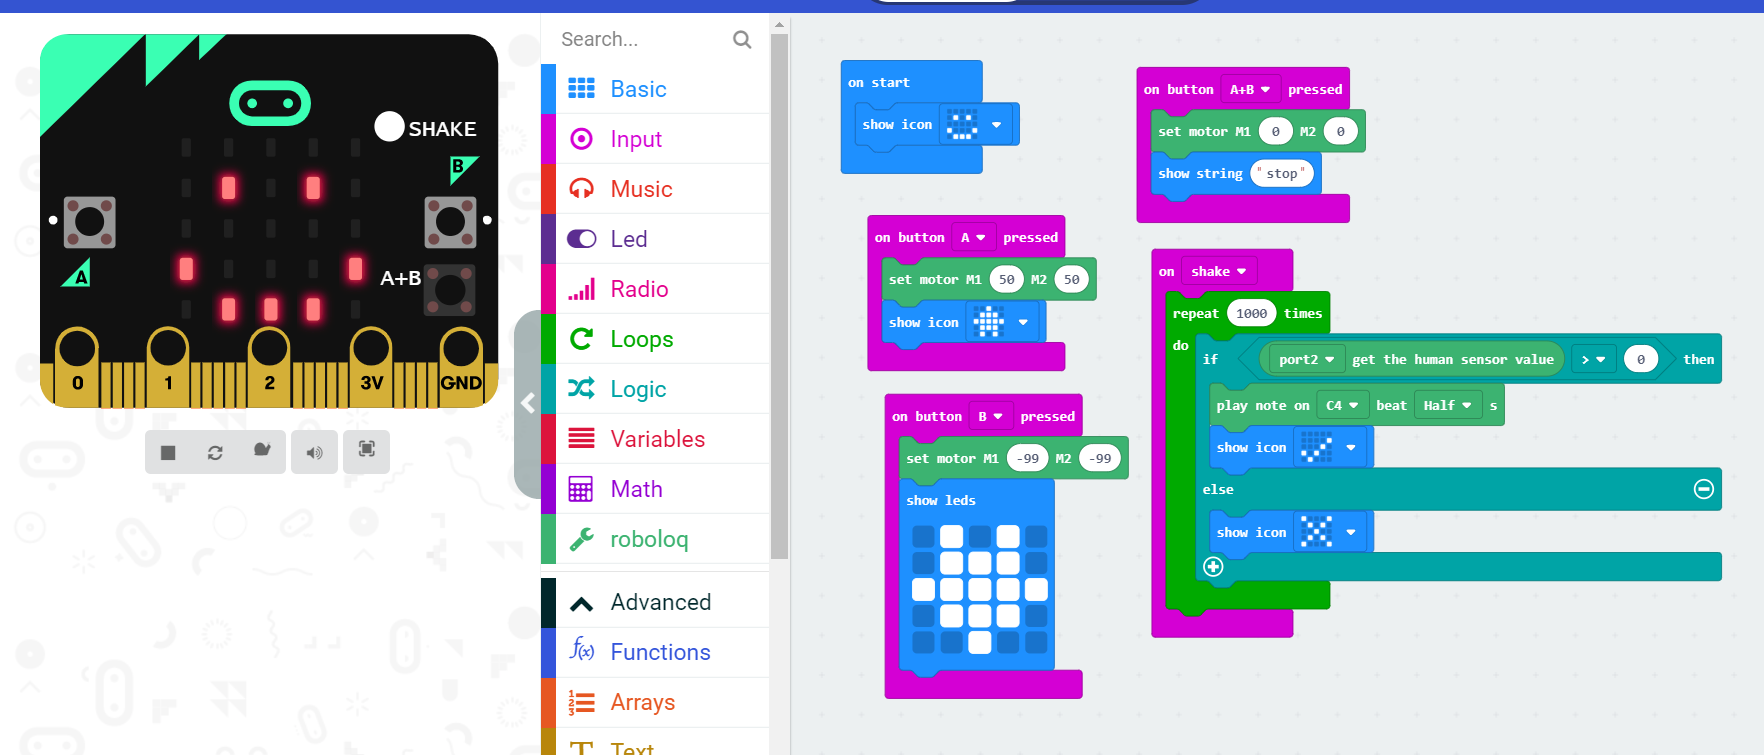 SHAKE
B
A
A+B
0 1 2 3V GND
Search...
Basic
Input
Music
Led
Radio
Loops
Logic
Variables
Math
roboloq
Advanced
f(x) Functions
1 2 3 Arrays
T Text
on start
show icon
on button A pressed
set motor M1 50 M2 50
show icon
on button B pressed
set motor M1 -99 M2 -99
show leds
on button A+B pressed
set motor M1 0 M2 0
show string "stop"
on shake
repeat 1000 times
do
if port2 get the human sensor value > 0 then
play note on C4 beat Half s
show icon
else
show icon